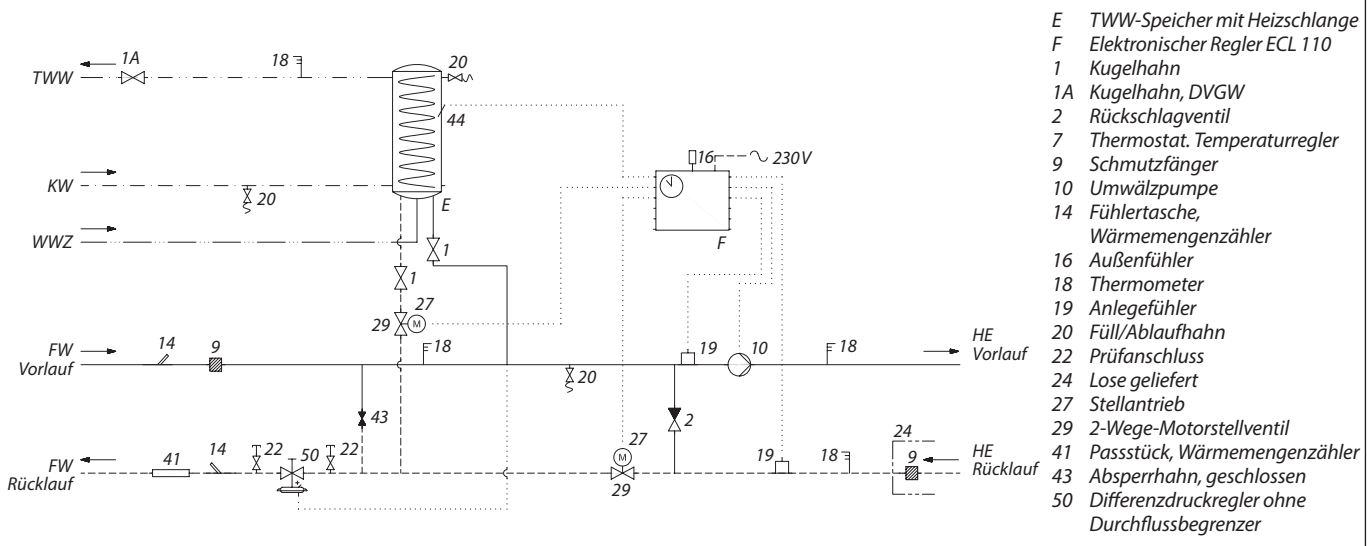 1A
18
20
TWW
44
16
230 V
KW
20
E
F
WWZ
1
1
27
29
M
FW
Vorlauf
14
9
18
20
19
10
18
HE
Vorlauf
43
2
27
M
24
FW
Rücklauf
41
14
22
50
22
29
19
18
9
HE
Rücklauf
E TWW-Speicher mit Heizschlange
F Elektronischer Regler ECL 110
1 Kugelhahn
1A Kugelhahn, DVGW
2 Rückschlagventil
7 Thermostat. Temperaturregler
9 Schmutzfänger
10 Umwälzpumpe
14 Fühlertasche,
Wärmemengenzähler
16 Außenfühler
18 Thermometer
19 Anlegefühler
20 Füll/Ablaufhahn
22 Prüfanschluss
24 Lose geliefert
27 Stellantrieb
29 2-Wege-Motorstellventil
41 Passstück, Wärmemengenzähler
43 Absperrhahn, geschlossen
50 Differenzdruckregler ohne
Durchflussbegrenzer